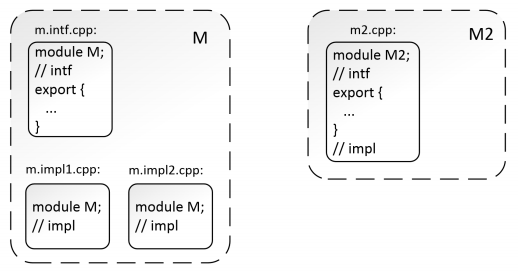 m.intf.cpp:
M
module M;
// intf
export {
...
}
m.impl1.cpp:
module M;
// impl
m.impl2.cpp:
module M;
// impl
m2.cpp:
M2
module M2;
// intf
export {
...
}
// impl